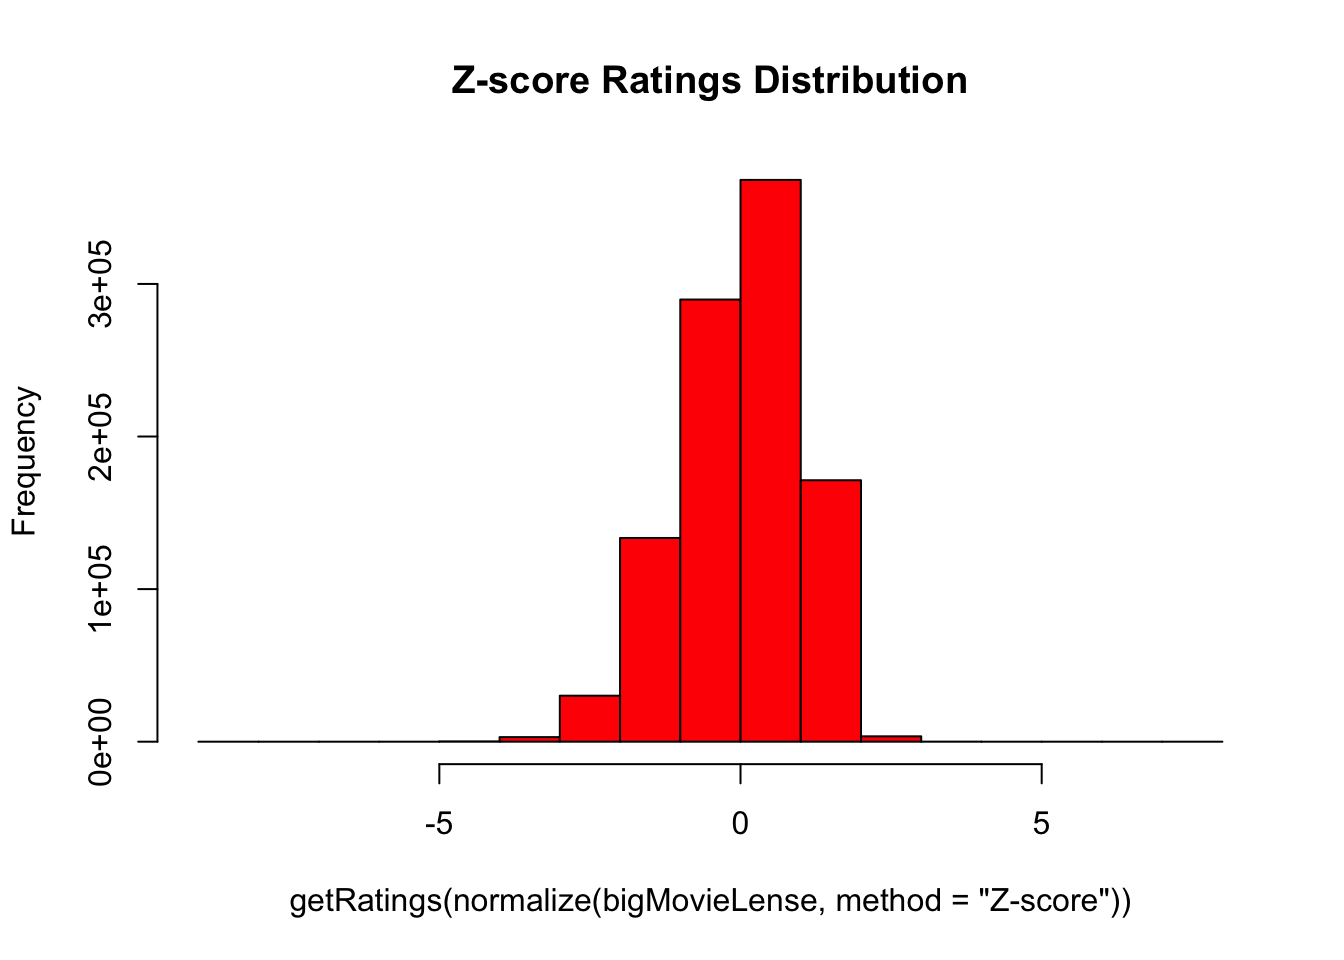 Z-score Ratings Distribution
Frequency
3e+05
2e+05
1e+05
0e+00
-5 0 5
getRatings(normalize(bigMovieLense, method = "Z-score"))